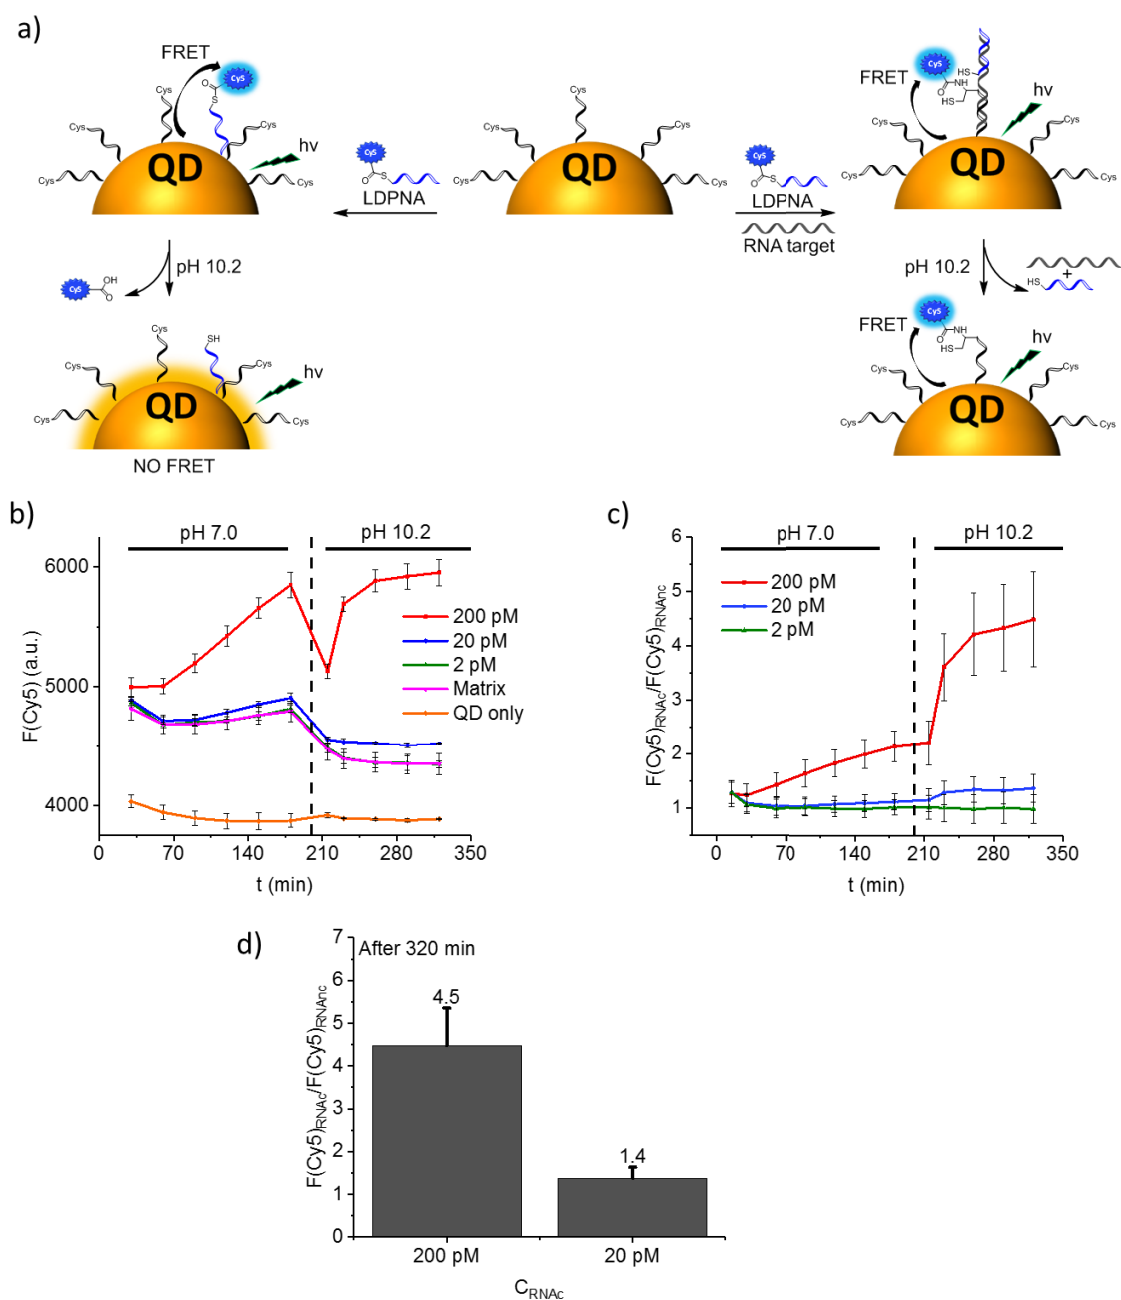 a)
FRET
Cy5
O
S
Cys
Cys
Cys
Cys
Cys
QD
hν
Cy5
O
S
LDPNA
Cys
Cys
Cys
Cys
Cys
QD
Cy5
O
S
LDPNA
RNA target
FRET
Cy5
HS
O
NH
HS
hν
Cys
Cys
Cys
Cys
QD
pH 10.2
Cy5
OH
O
Cys
SH
Cys
Cys
Cys
Cys
QD
hν
NO FRET
pH 10.2
+
HS
FRET
Cy5
O
NH
HS
hν
Cys
Cys
Cys
Cys
QD
b)
pH 7.0
pH 10.2
6000
5000
4000
F(Cy5) (a.u.)
200 pM
20 pM
2 pM
Matrix
QD only
0
70
140
210
280
350
t (min)
c)
pH 7.0
pH 10.2
6
5
4
3
2
1
F(Cy5)RNAc/F(Cy5)RNAnc
200 pM
20 pM
2 pM
0
70
140
210
280
350
t (min)
d)
After 320 min
7
6
5
4
3
2
1
0
F(Cy5)RNAc/F(Cy5)RNAnc
4.5
1.4
200 pM
20 pM
CRNAc